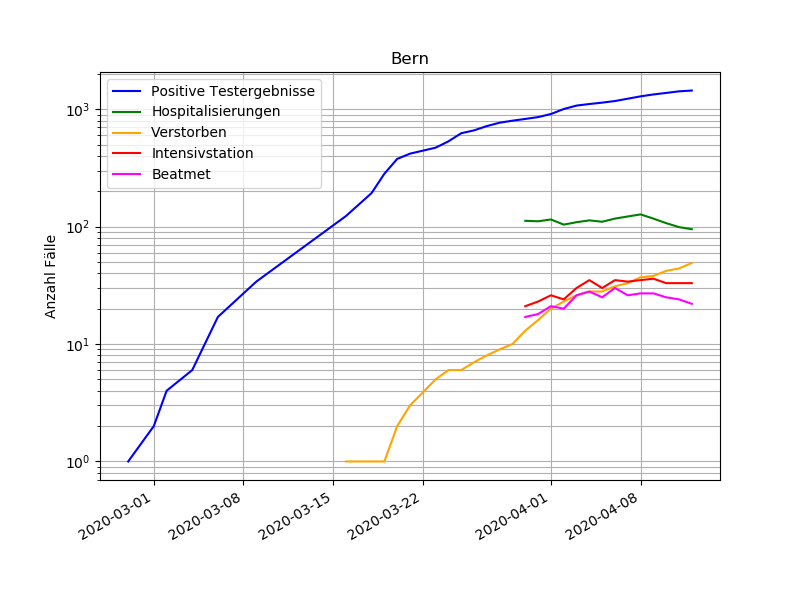 Bern
Positive Testergebnisse
Hospitalisierungen
Verstorben
Intensivstation
Beatmet
Anzahl Fälle
10³
10²
10¹
10⁰
2020-03-01
2020-03-08
2020-03-15
2020-03-22
2020-04-01
2020-04-08